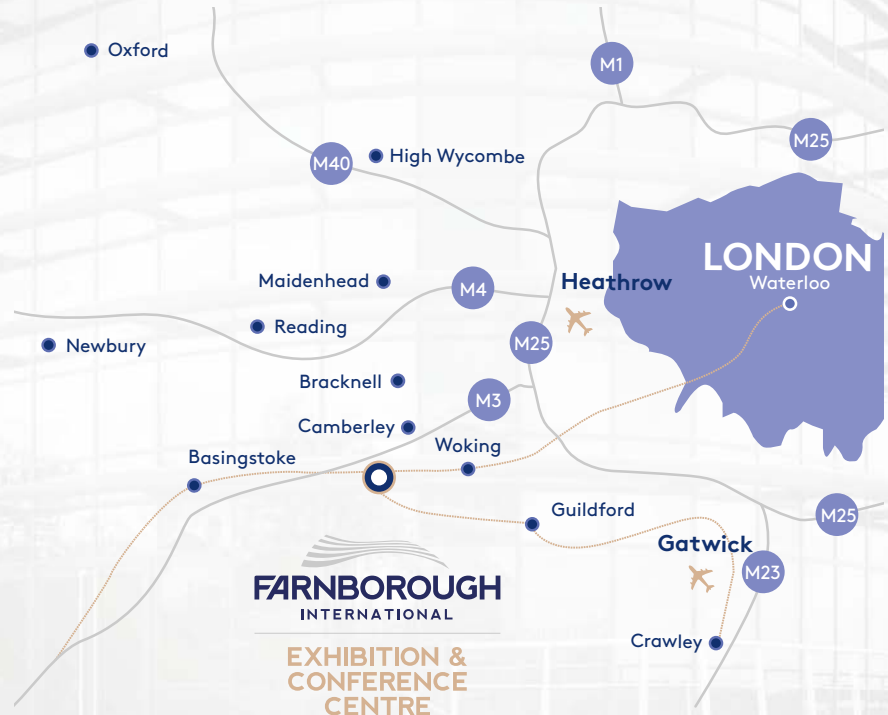 Oxford
M1
M25
M40
High Wycombe
LONDON
Waterloo
Maidenhead
M4
Heathrow
Reading
Newbury
M25
Bracknell
M3
Camberley
Woking
Basingstoke
Guildford
M25
Gatwick
M23
FARNBOROUGH
INTERNATIONAL
Crawley
EXHIBITION &
CONFERENCE
CENTRE